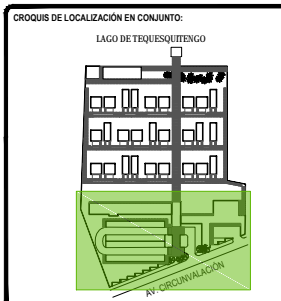 CROQUIS DE LOCALIZACIÓN EN CONJUNTO:
LAGO DE TEQUESQUITENGO
AV. CIRCUNVALACIÓN